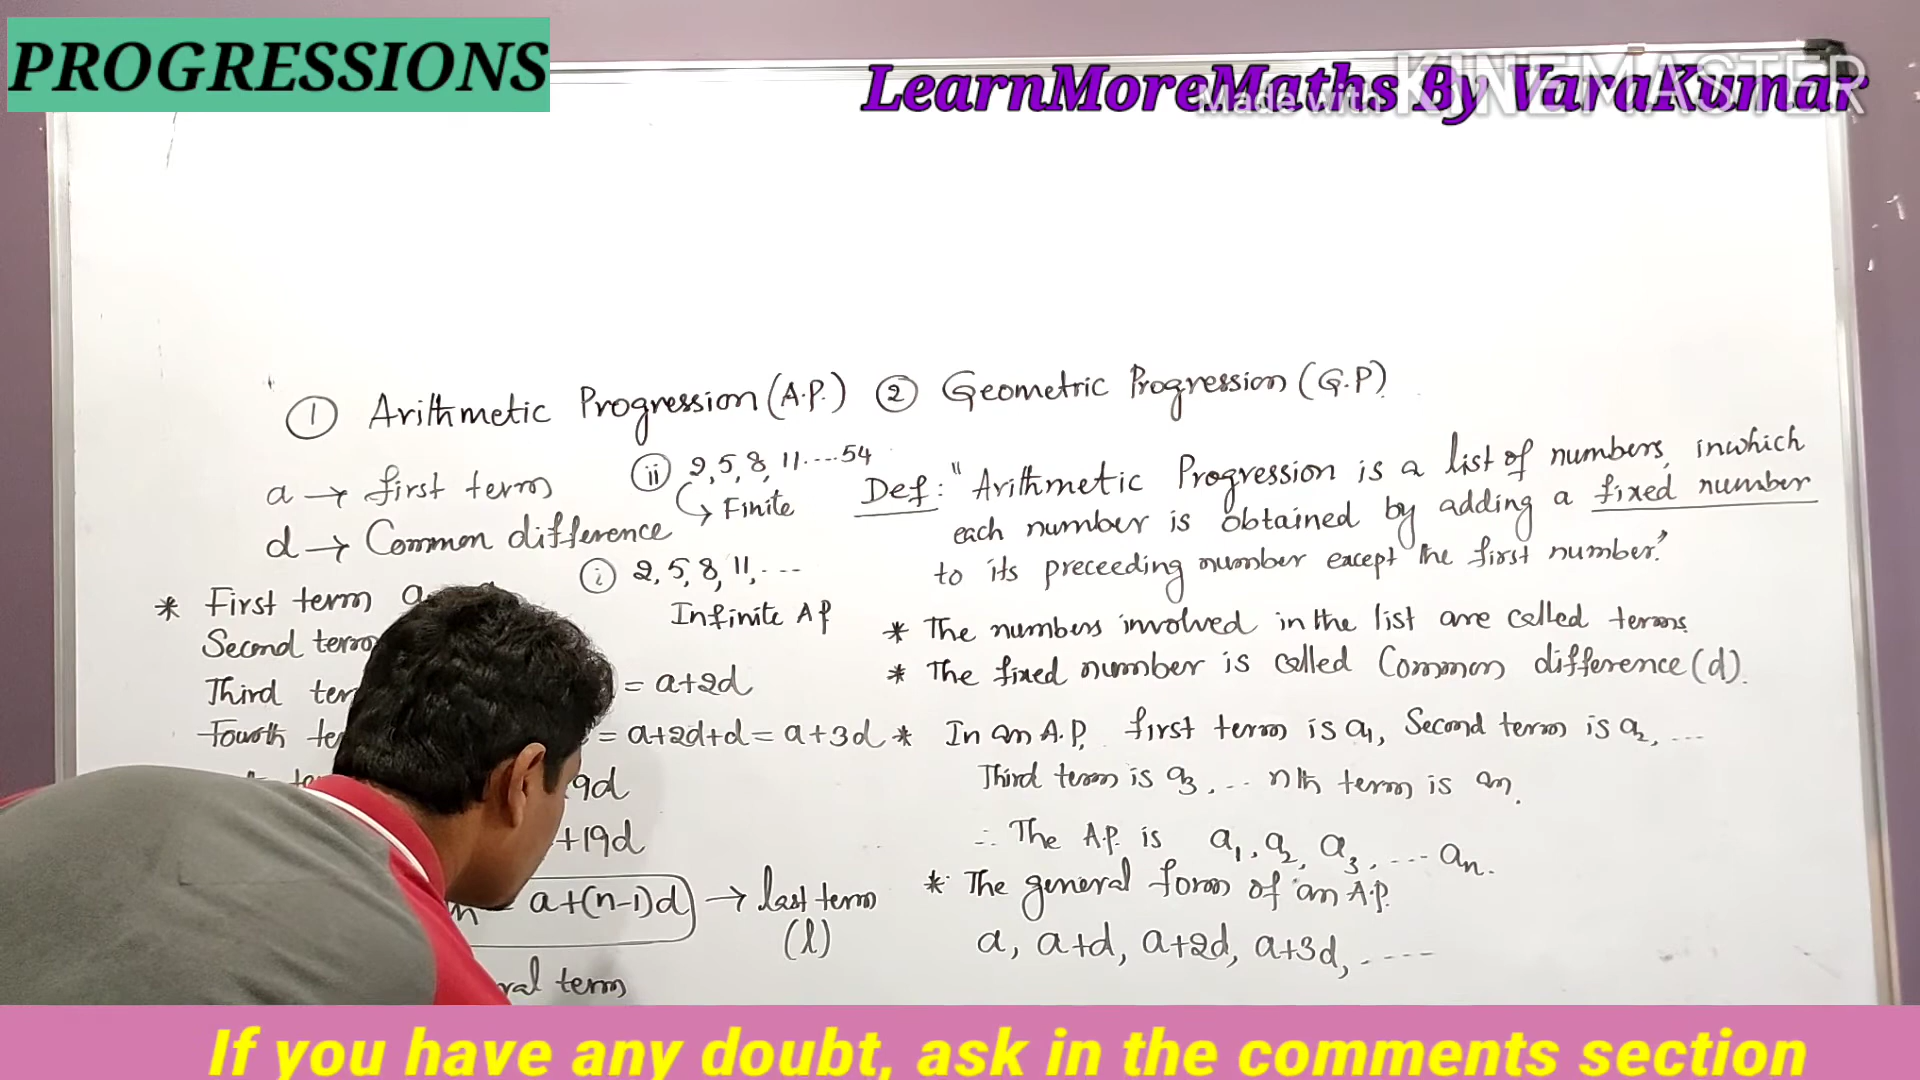 PROGRESSIONS
LearnMoreMaths By VaraKumar
Made with KINEMASTER
① Arithmetic Progression (A.P.) ② Geometric Progression (G.P)
a → first term
d → Common difference
ⓘⓘ 2, 5, 8, 11 .... 54
↳ Finite
ⓘ 2, 5, 8, 11, ...
Infinite AP
* First term
Second term
Third = a+2d
Fourth = a+2d+d = a+3d
9d
+19d
= a+(n-1)d → last term
(l)
term
Def: "Arithmetic Progression is a list of numbers, inwhich
each number is obtained by adding a fixed number
to its preceeding number except the first number."
* The numbers involved in the list are called terms.
* The fixed number is called Common difference (d).
* In an A.P, first term is a₁, Second term is a₂, ...
Third term is a₃, ... nth term is an.
∴ The A.P. is a₁, a₂, a₃, ... aₙ.
* The general form of an A.P.
a, a+d, a+2d, a+3d, .....
If you have any doubt, ask in the comments section